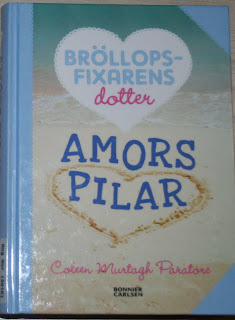 BRÖLLOPS-
FIXARENS
dotter
AMORS
PILAR
Coleen Murtagh Paratore
BONNIER
CARLSEN